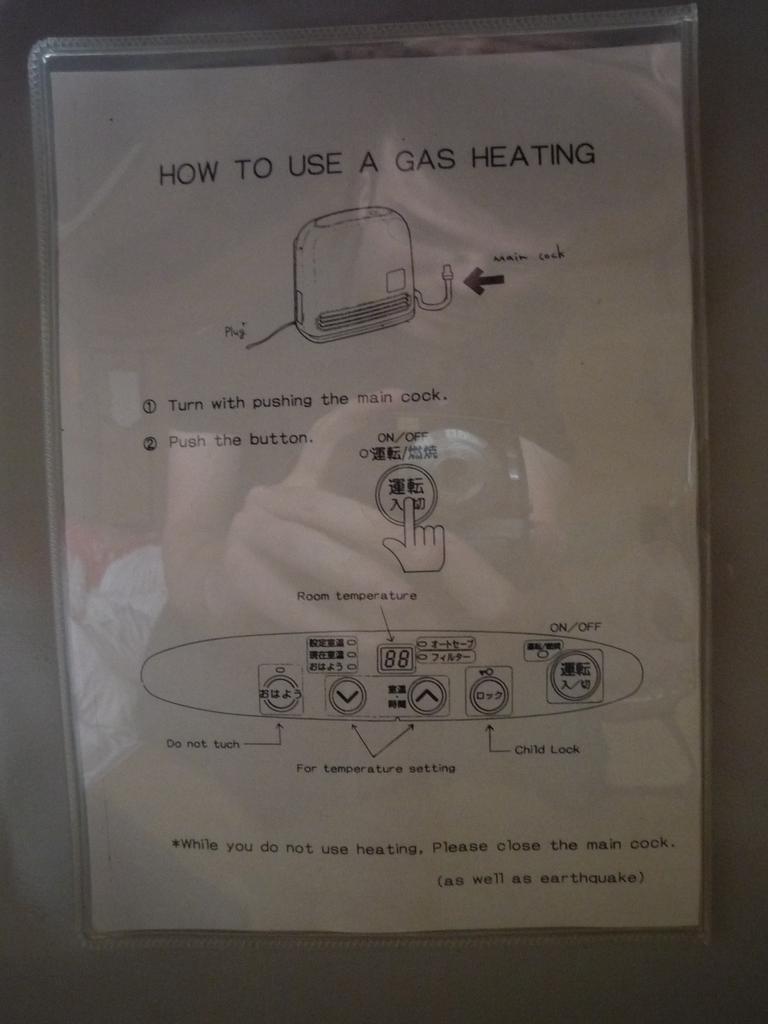 HOW TO USE A GAS HEATING
main cock
Plug
① Turn with pushing the main cock.
② Push the button.
ON/OFF
運転/燃焼
運転
入/切
Room temperature
ON/OFF
設定室温
現在室温
おはよう
88
オートセーブ
フィルター
運転/燃焼
おはよう
室温・時間
ロック
運転
入/切
Do not tuch
For temperature setting
Child Lock
*While you do not use heating, Please close the main cock.
(as well as earthquake)